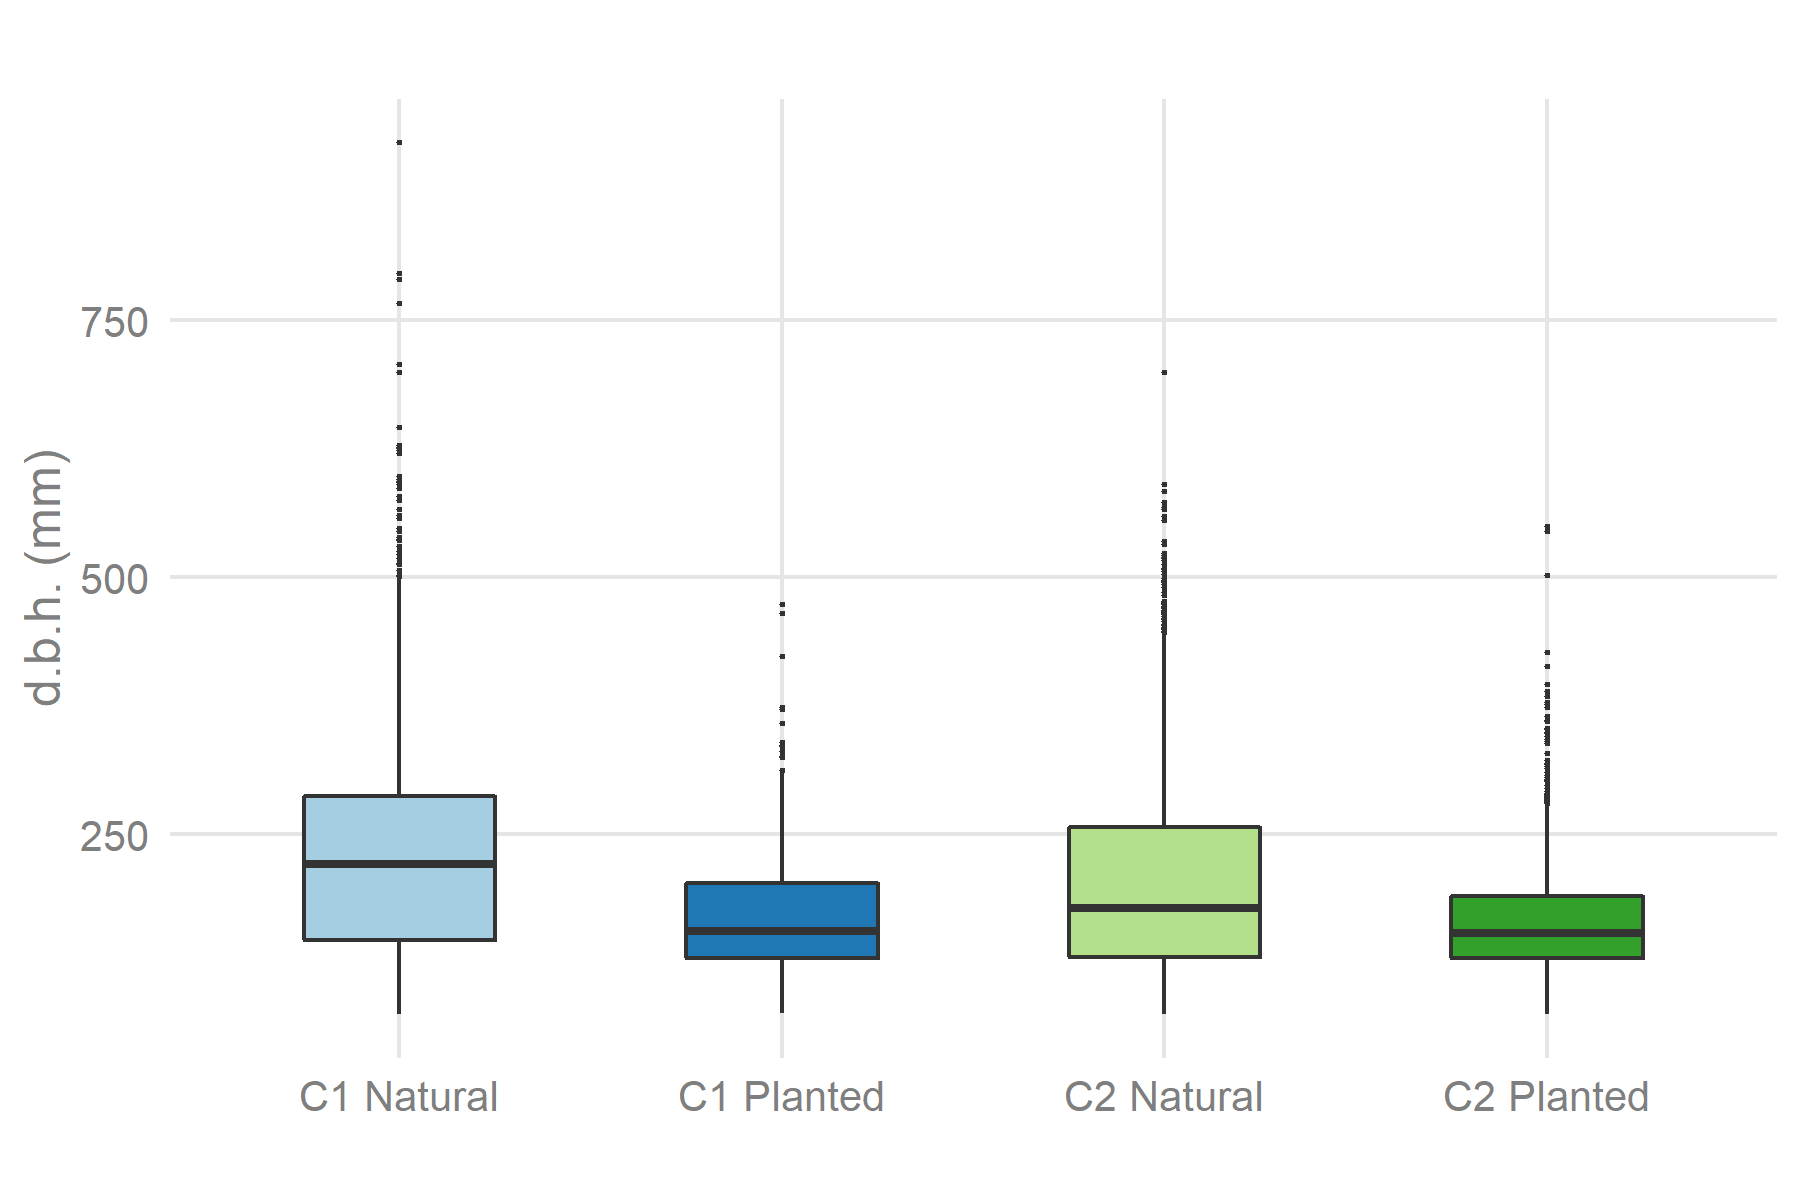 d.b.h. (mm)
750
500
250
C1 Natural
C1 Planted
C2 Natural
C2 Planted